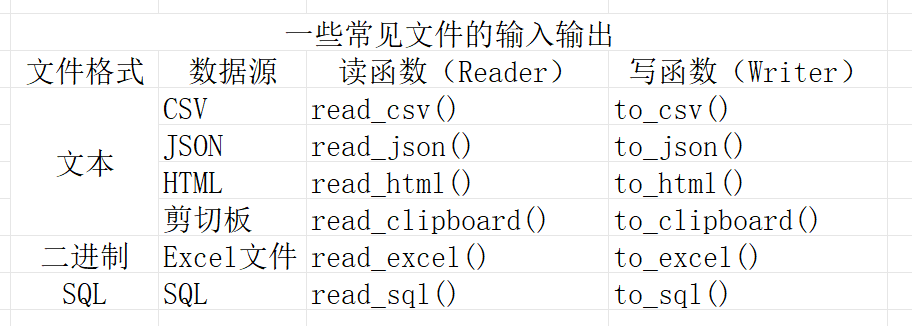 一些常见文件的输入输出
文件格式 数据源 读函数（Reader） 写函数（Writer）
CSV read_csv() to_csv()
JSON read_json() to_json()
文本
HTML read_html() to_html()
剪切板 read_clipboard() to_clipboard()
二进制 Excel文件 read_excel() to_excel()
SQL SQL read_sql() to_sql()